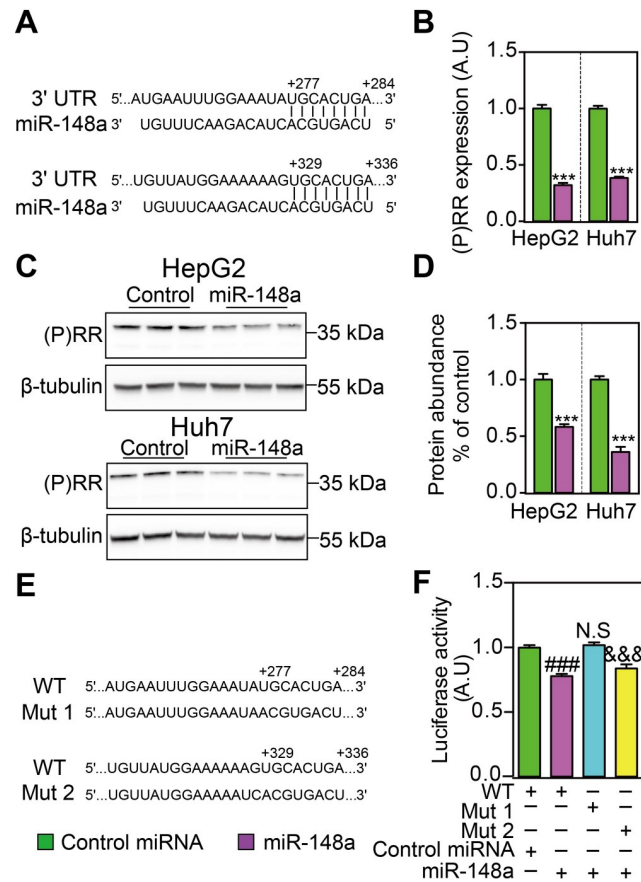 A
+277 +284
3' UTR 5'...AUGAAUUUGGAAAUAUGCACUGA...3'
miR-148a 3' UGUUUCAAGACAUCACGUGACU 5'
+329 +336
3' UTR 5'...UGUUAUGGAAAAAAGUGCACUGA...3'
miR-148a 3' UGUUUCAAGACAUCACGUGACU 5'
B
(P)RR expression (A.U)
1.5
1.0
0.5
0.0
***
***
HepG2 Huh7
C
HepG2
Control miR-148a
(P)RR 35 kDa
β-tubulin 55 kDa
Huh7
Control miR-148a
(P)RR 35 kDa
β-tubulin 55 kDa
D
Protein abundance
% of control
1.5
1.0
0.5
0.0
***
***
HepG2 Huh7
E
+277 +284
WT 5'...AUGAAUUUGGAAAUAUGCACUGA...3'
Mut 1 5'...AUGAAUUUGGAAAUAACGUGACU...3'
+329 +336
WT 5'...UGUUAUGGAAAAAAGUGCACUGA...3'
Mut 2 5'...UGUUAUGGAAAAAUCACGUGACU...3'
Control miRNA miR-148a
F
Luciferase activity
(A.U)
1.5
1.0
0.5
0.0
###
N.S
&&&
WT + + − −
Mut 1 − − + −
Mut 2 − − − +
Control miRNA + − − −
miR-148a − + + +